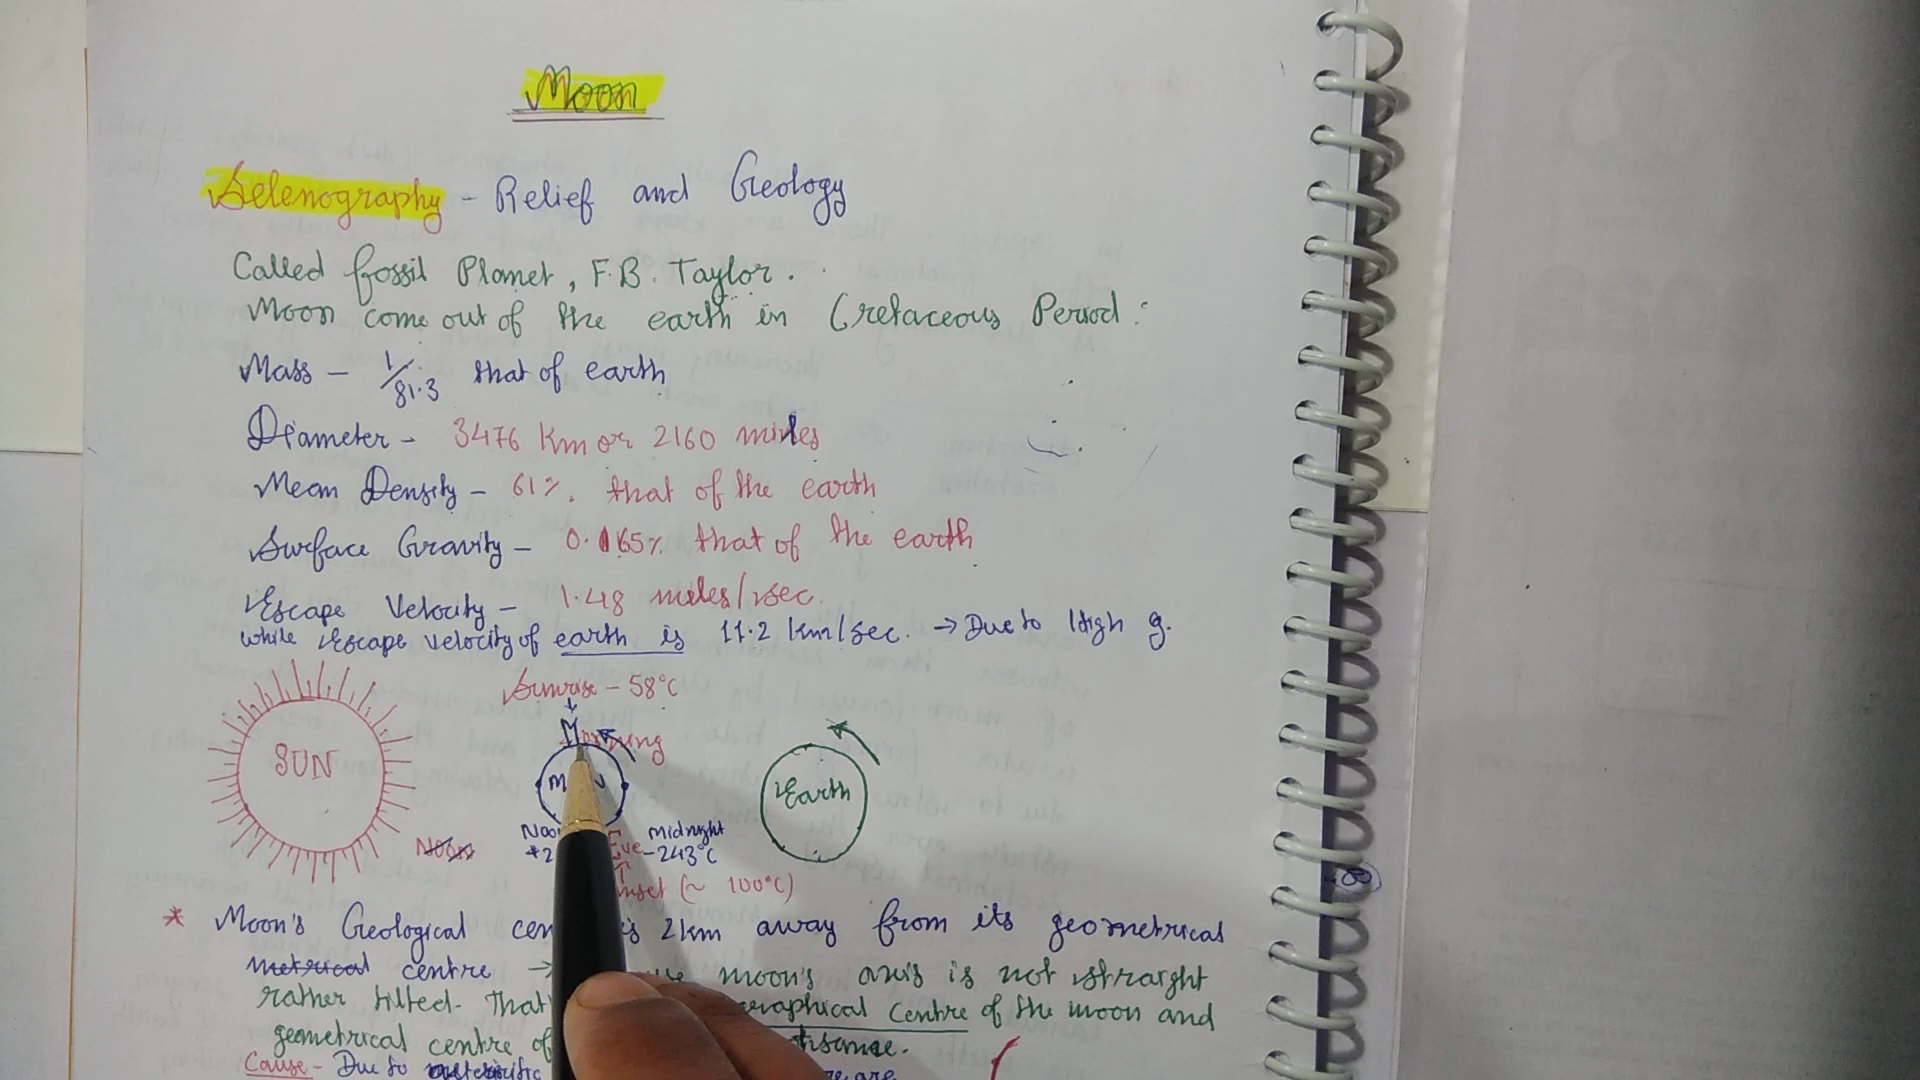 Moon
Selenography - Relief and Geology
Called fossil Planet, F.B. Taylor.
Moon come out of the earth in Cretaceous Period :
Mass - 1/81.3 that of earth
Diameter - 3476 Km or 2160 miles
Mean Density - 61%. that of the earth
Surface Gravity - 0.165% that of the earth
Escape Velocity - 1.48 miles/sec.
while escape velocity of earth is 11.2 km/sec. → Due to High g.
Sunrise - 58°C
Morning
SUN
Earth
Noon
midnight
Eve -243°C
(~ 100°C)
* Moon's Geological is 2km away from its geometrical
metrical centre → moon's axis is not straight
rather tilted. That centre of the moon and
geometrical centre of
Cause - Due to
8